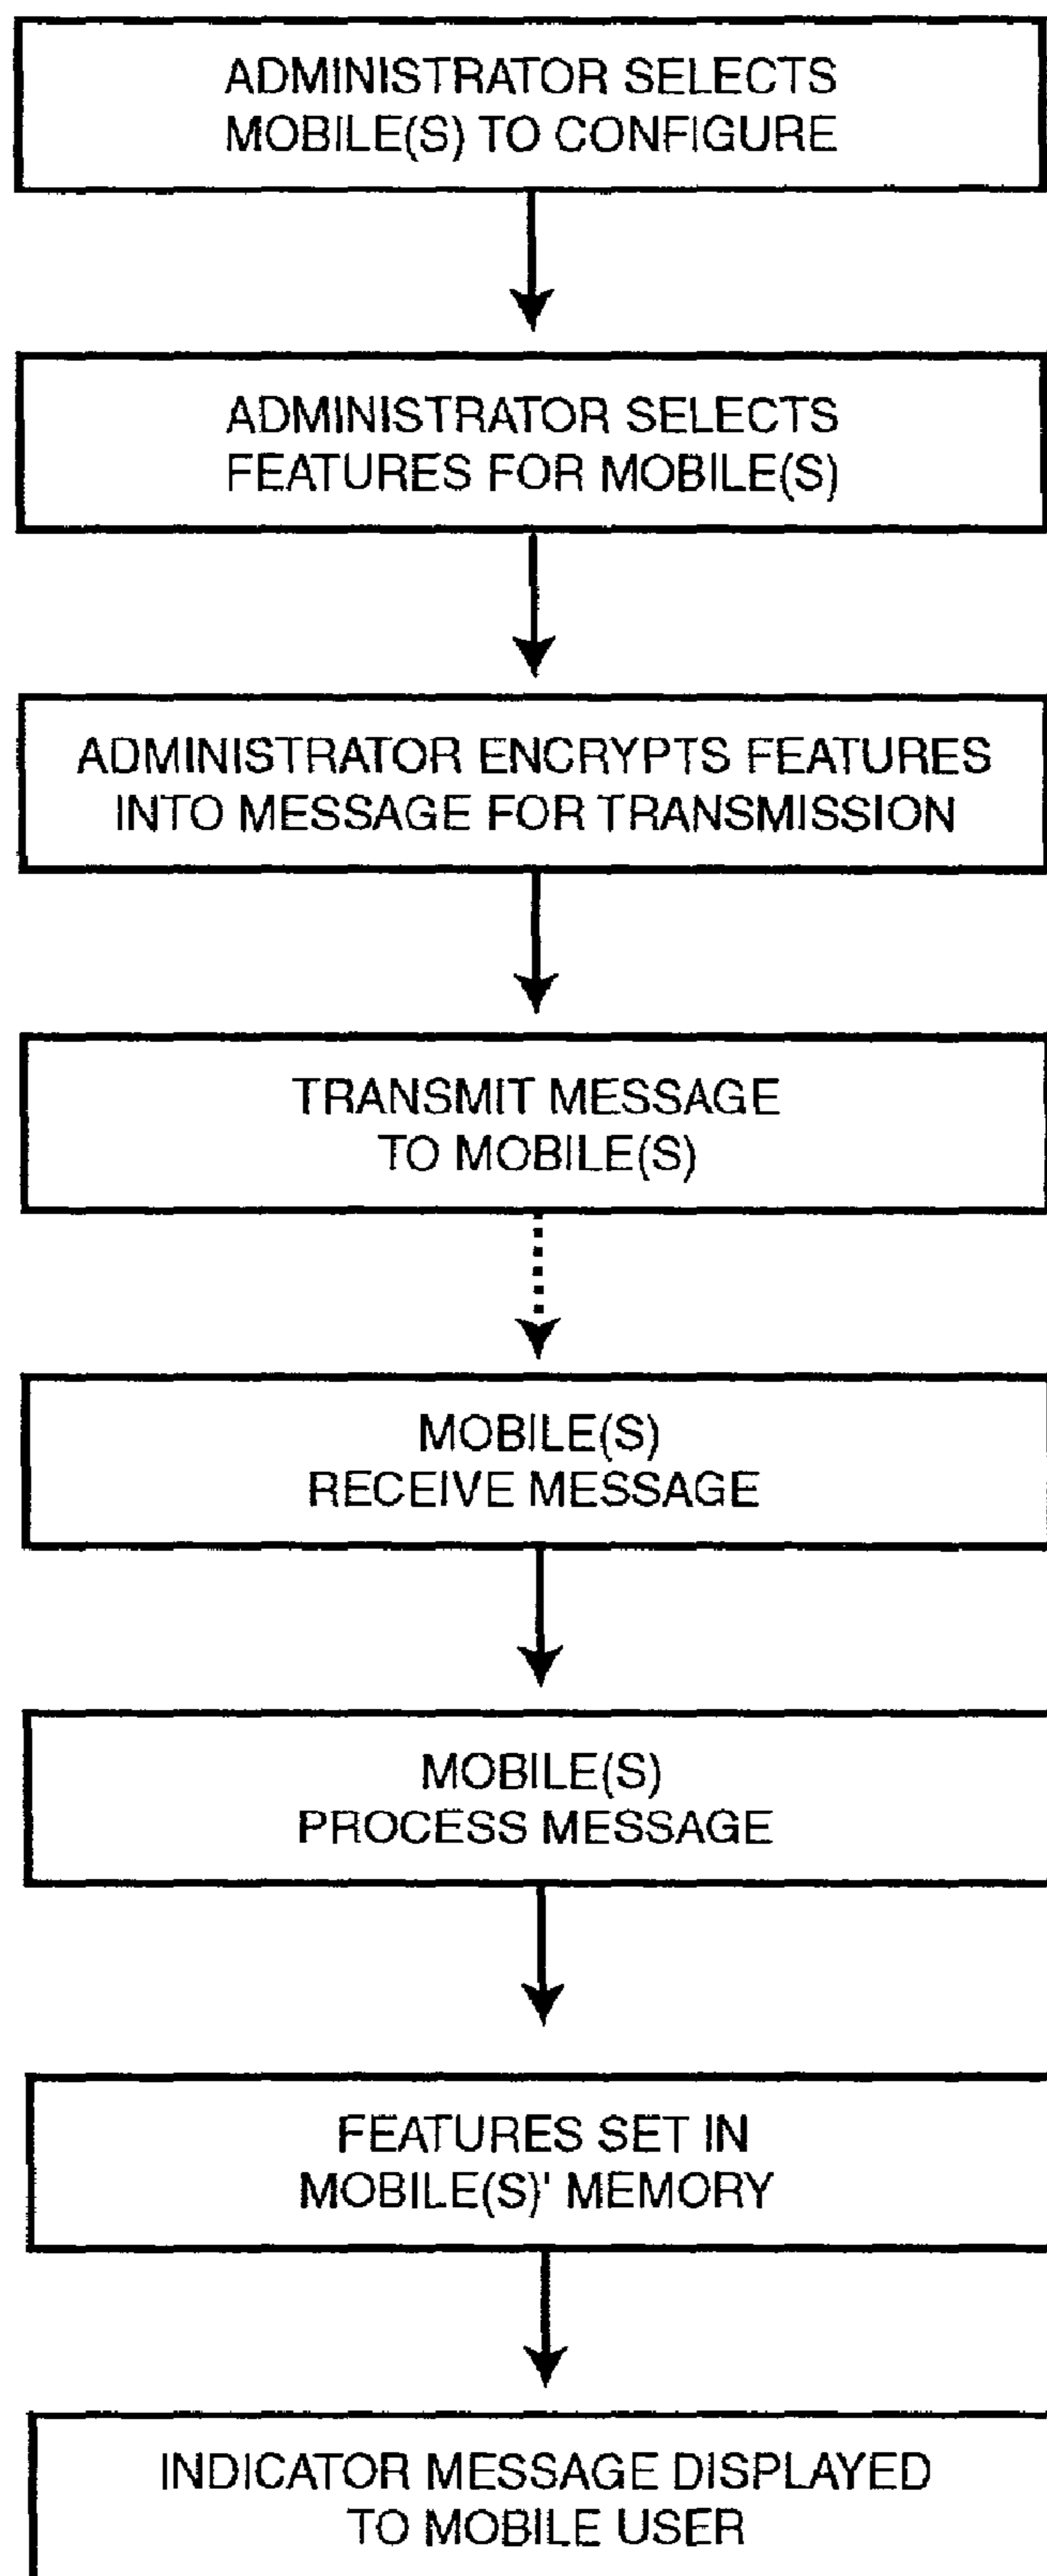 ADMINISTRATOR SELECTS
MOBILE(S) TO CONFIGURE
ADMINISTRATOR SELECTS
FEATURES FOR MOBILE(S)
ADMINISTRATOR ENCRYPTS FEATURES
INTO MESSAGE FOR TRANSMISSION
TRANSMIT MESSAGE
TO MOBILE(S)
MOBILE(S)
RECEIVE MESSAGE
MOBILE(S)
PROCESS MESSAGE
FEATURES SET IN
MOBILE(S)' MEMORY
INDICATOR MESSAGE DISPLAYED
TO MOBILE USER